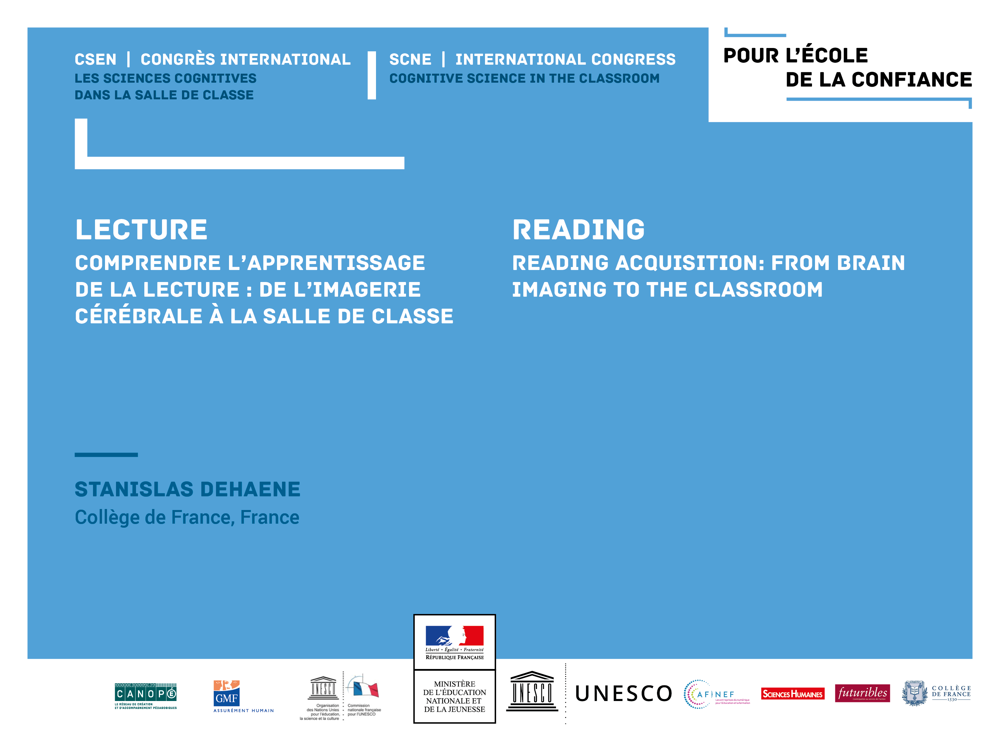 CSEN | CONGRÈS INTERNATIONAL
LES SCIENCES COGNITIVES
DANS LA SALLE DE CLASSE
SCNE | INTERNATIONAL CONGRESS
COGNITIVE SCIENCE IN THE CLASSROOM
POUR L’ÉCOLE
DE LA CONFIANCE
LECTURE
COMPRENDRE L’APPRENTISSAGE
DE LA LECTURE : DE L’IMAGERIE
CÉRÉBRALE À LA SALLE DE CLASSE
READING
READING ACQUISITION: FROM BRAIN
IMAGING TO THE CLASSROOM
STANISLAS DEHAENE
Collège de France, France
RESEAU-CANOPE.FR
CANOPÉ
LE RÉSEAU DE CRÉATION
ET D’ACCOMPAGNEMENT PÉDAGOGIQUES
GMF
ASSURÉMENT HUMAIN
UNESCO
Organisation
des Nations Unies
pour l’éducation,
la science et la culture
Commission
nationale française
pour l’UNESCO
Liberté • Égalité • Fraternité
RÉPUBLIQUE FRANÇAISE
MINISTÈRE
DE L’ÉDUCATION
NATIONALE ET
DE LA JEUNESSE
UNESCO
UNESCO
AFINEF
Les entreprises du numérique
pour l’éducation et la formation
SCIENCES HUMAINES
futuribles
L’anticipation au service de l’action
COLLÈGE
DE FRANCE
1530